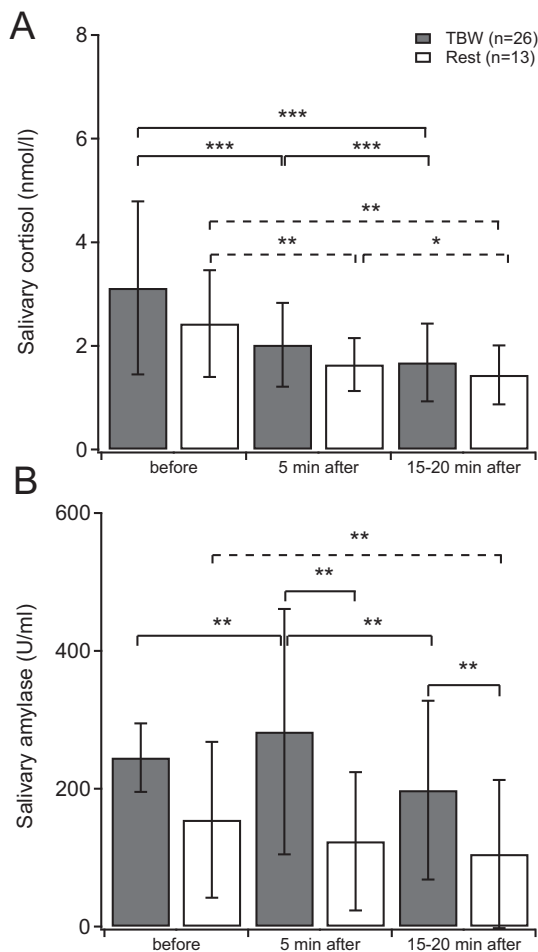 A
8
TBW (n=26)
Rest (n=13)
6
***
***
***
**
4
**
*
2
0
Salivary cortisol (nmol/l)
before
5 min after
15-20 min after
B
600
**
**
**
**
400
**
200
0
Salivary amylase (U/ml)
before
5 min after
15-20 min after